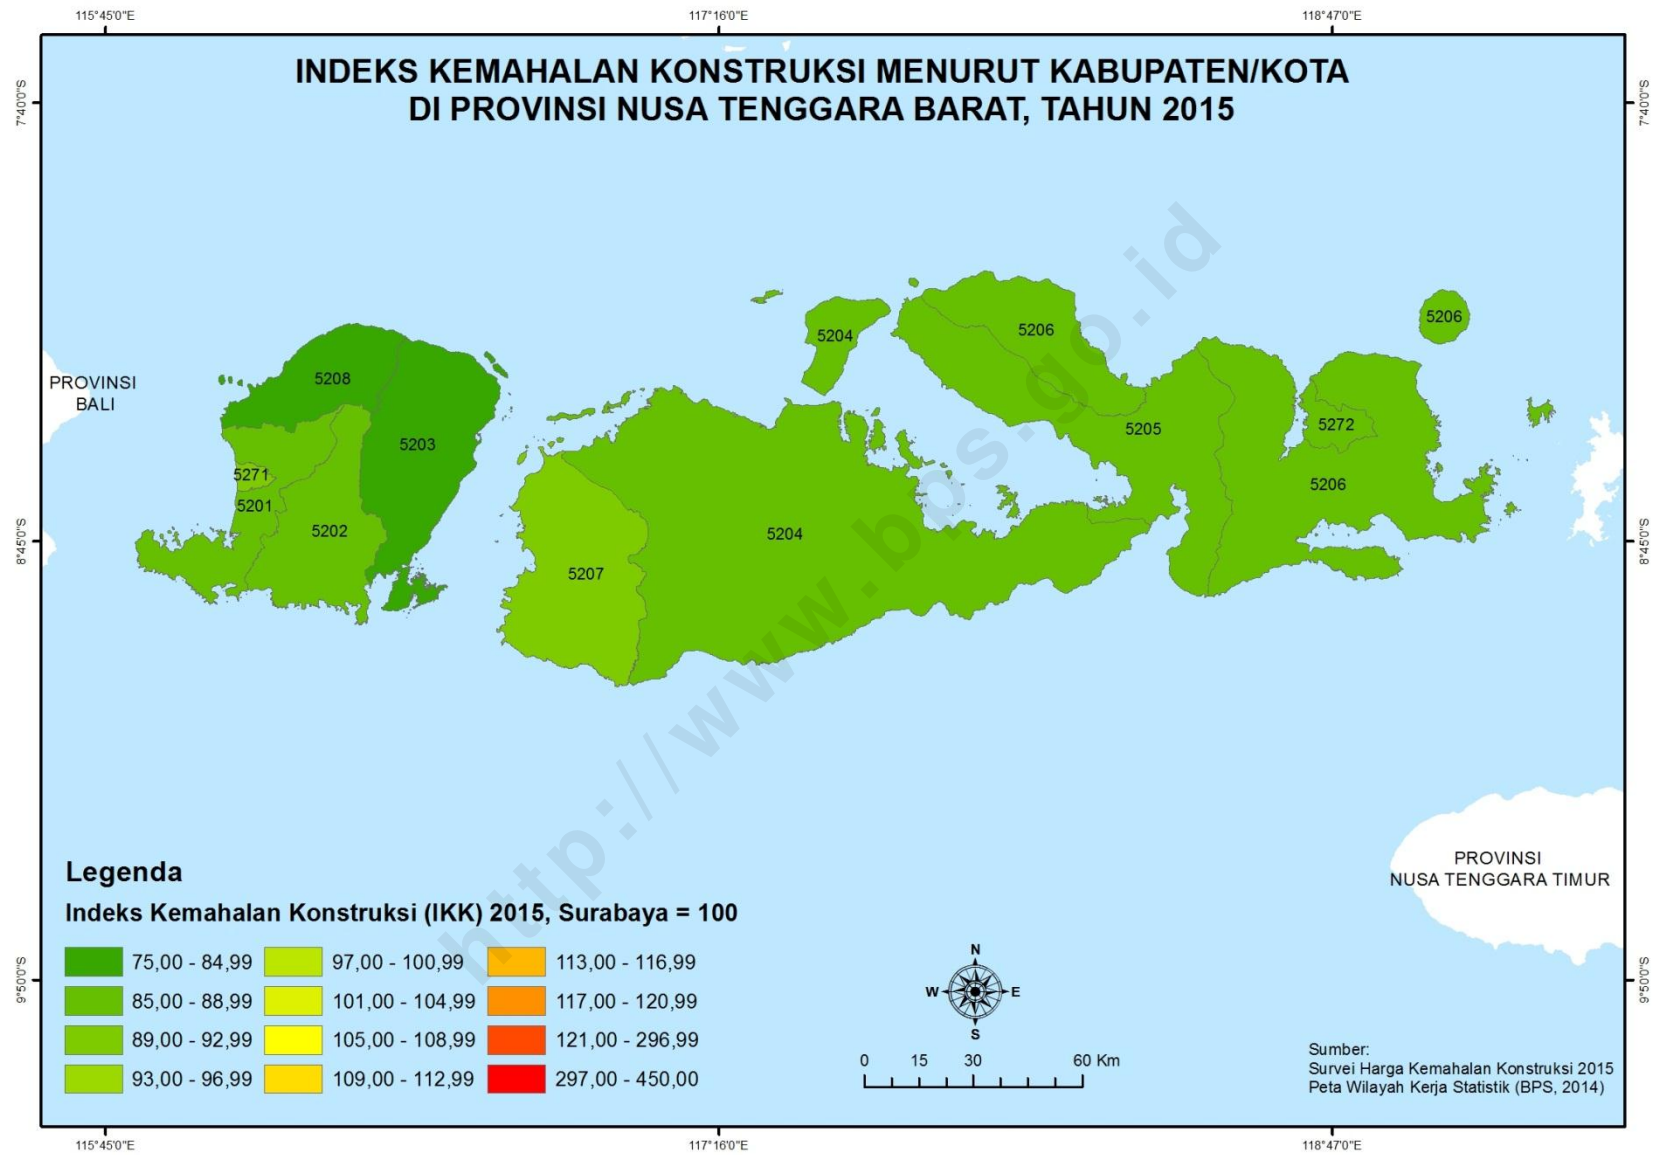 115°45'0"E
117°16'0"E
118°47'0"E
INDEKS KEMAHALAN KONSTRUKSI MENURUT KABUPATEN/KOTA
DI PROVINSI NUSA TENGGARA BARAT, TAHUN 2015
7°40'0"S
7°40'0"S
5206
5204
5206
5208
PROVINSI
BALI
5272
5205
5203
5271
5206
5201
5202
5204
8°45'0"S
8°45'0"S
5207
http://www.bps.go.id
PROVINSI
NUSA TENGGARA TIMUR
Legenda
Indeks Kemahalan Konstruksi (IKK) 2015, Surabaya = 100
75,00 - 84,99
97,00 - 100,99
113,00 - 116,99
85,00 - 88,99
101,00 - 104,99
117,00 - 120,99
89,00 - 92,99
105,00 - 108,99
121,00 - 296,99
93,00 - 96,99
109,00 - 112,99
297,00 - 450,00
N
W
E
S
9°50'0"S
9°50'0"S
0 15 30 60 Km
Sumber:
Survei Harga Kemahalan Konstruksi 2015
Peta Wilayah Kerja Statistik (BPS, 2014)
115°45'0"E
117°16'0"E
118°47'0"E